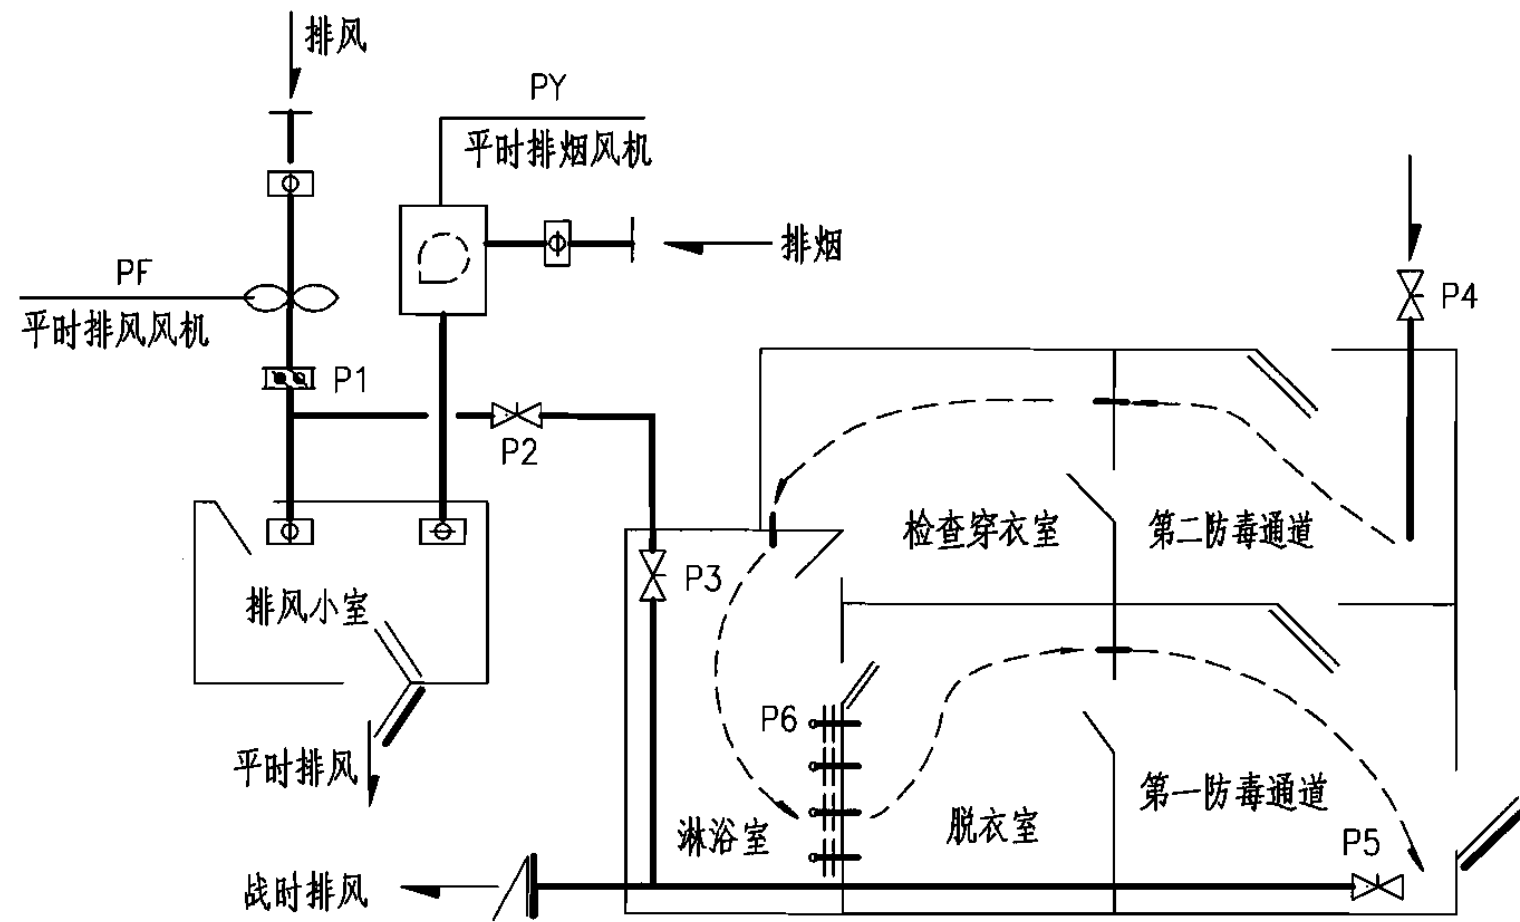 排风
PY
平时排烟风机
排烟
PF
平时排风风机
P4
P1
P2
检查穿衣室
第二防毒通道
P3
排风小室
P6
平时排风
第一防毒通道
淋浴室
脱衣室
P5
战时排风